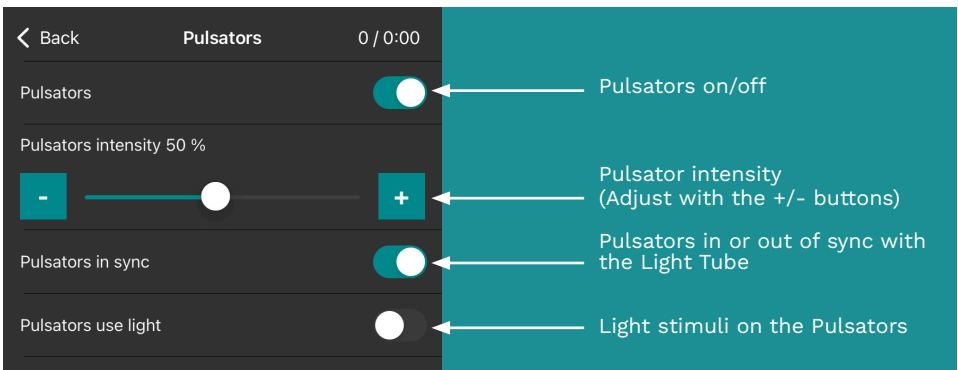 Back Pulsators 0 / 0:00
Pulsators
Pulsators on/off
Pulsators intensity 50 %
- +
Pulsator intensity
(Adjust with the +/- buttons)
Pulsators in sync
Pulsators in or out of sync with
the Light Tube
Pulsators use light
Light stimuli on the Pulsators